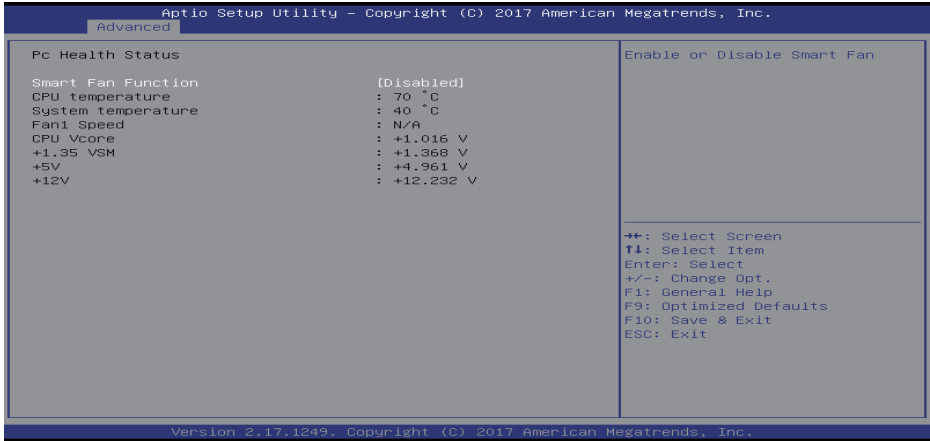 Aptio Setup Utility – Copyright (C) 2017 American Megatrends, Inc.
Advanced
Pc Health Status
Smart Fan Function [Disabled]
CPU temperature : 70 °C
System temperature : 40 °C
Fan1 Speed : N/A
CPU Vcore : +1.016 V
+1.35 VSM : +1.368 V
+5V : +4.961 V
+12V : +12.232 V
Enable or Disable Smart Fan
→←: Select Screen
↑↓: Select Item
Enter: Select
+/-: Change Opt.
F1: General Help
F9: Optimized Defaults
F10: Save & Exit
ESC: Exit
Version 2.17.1249. Copyright (C) 2017 American Megatrends, Inc.